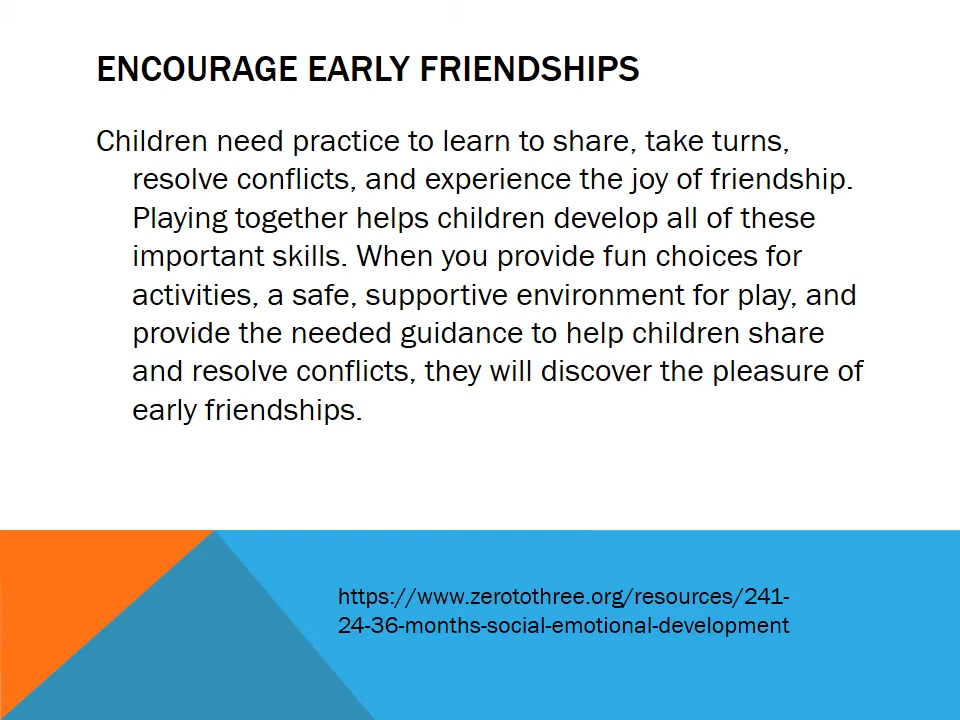 ENCOURAGE EARLY FRIENDSHIPS
Children need practice to learn to share, take turns,
resolve conflicts, and experience the joy of friendship.
Playing together helps children develop all of these
important skills. When you provide fun choices for
activities, a safe, supportive environment for play, and
provide the needed guidance to help children share
and resolve conflicts, they will discover the pleasure of
early friendships.
https://www.zerotothree.org/resources/241-
24-36-months-social-emotional-development